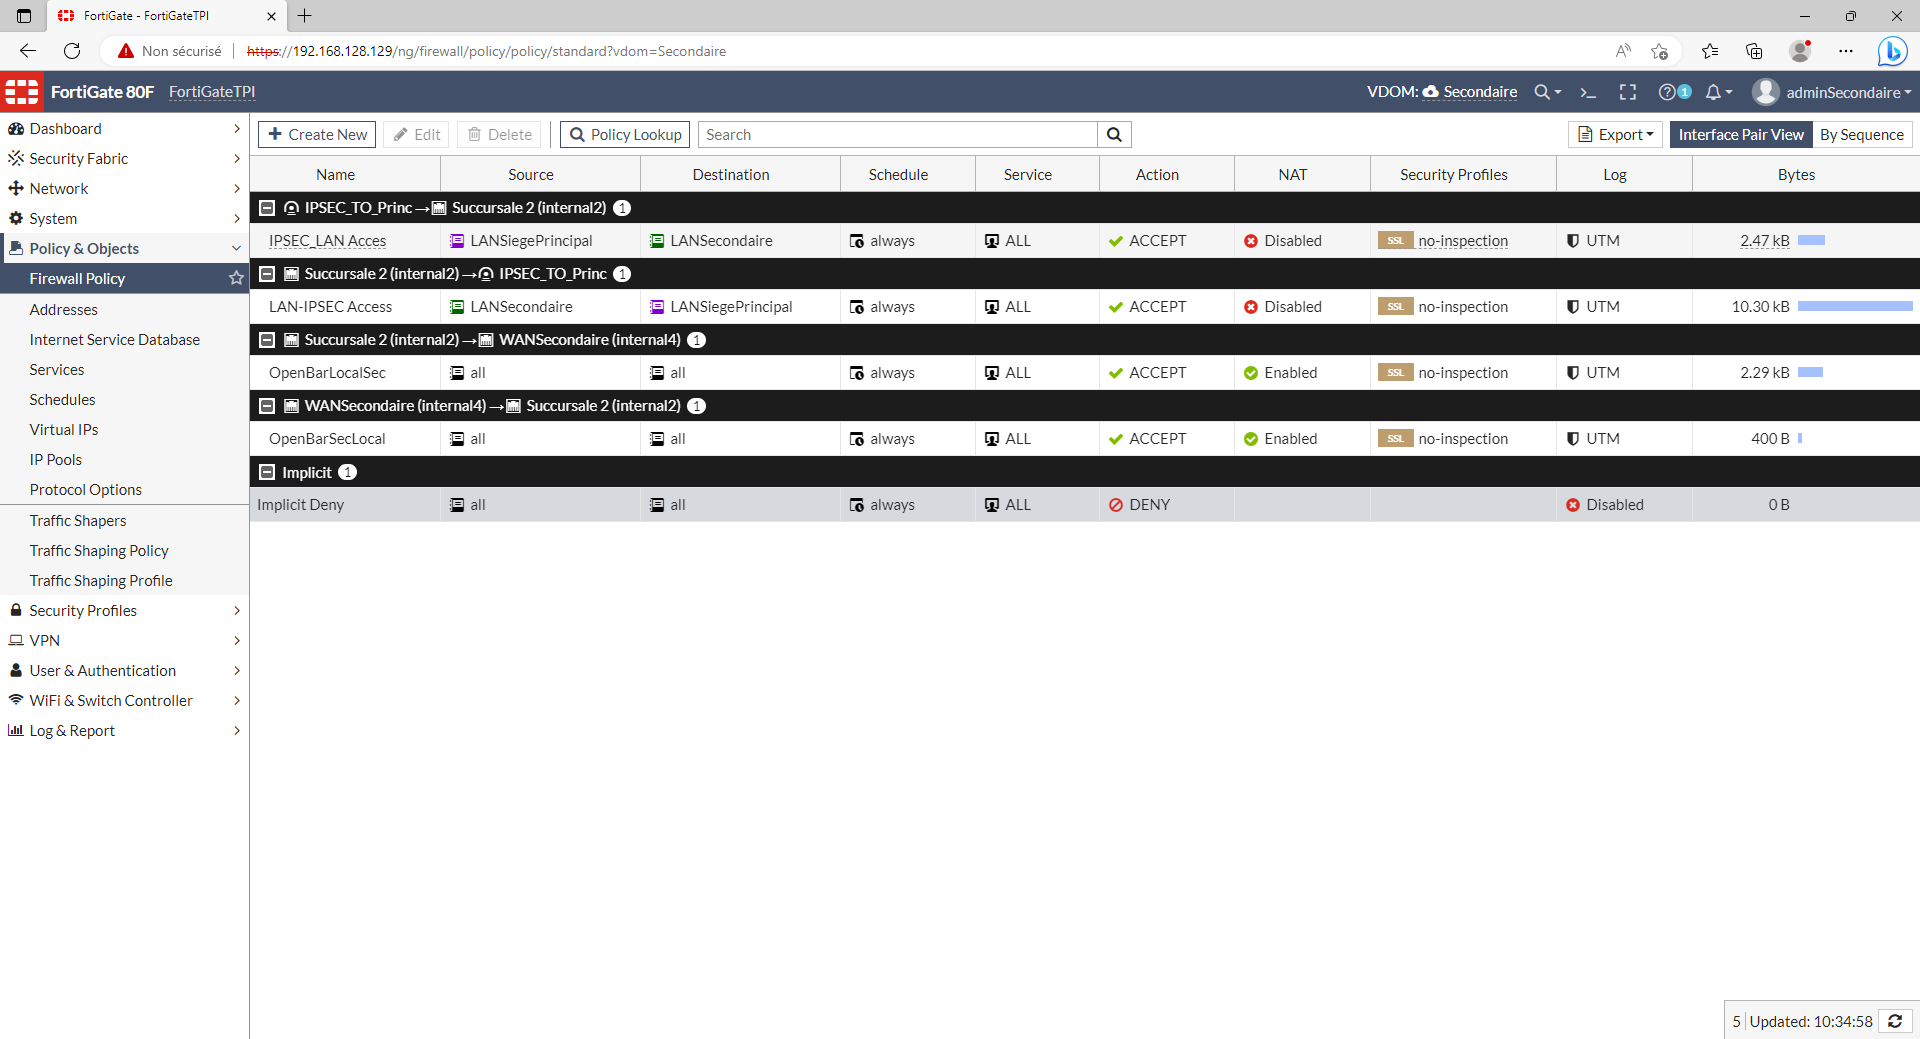 FortiGate - FortiGateTPI
Non sécurisé https://192.168.128.129/ng/firewall/policy/policy/standard?vdom=Secondaire
FortiGate 80F FortiGateTPI VDOM: Secondaire 1 adminSecondaire
Dashboard
Security Fabric
Network
System
Policy & Objects
Firewall Policy
Addresses
Internet Service Database
Services
Schedules
Virtual IPs
IP Pools
Protocol Options
Traffic Shapers
Traffic Shaping Policy
Traffic Shaping Profile
Security Profiles
VPN
User & Authentication
WiFi & Switch Controller
Log & Report
Create New Edit Delete Policy Lookup Search Export Interface Pair View By Sequence
Name Source Destination Schedule Service Action NAT Security Profiles Log Bytes
IPSEC_TO_Princ → Succursale 2 (internal2) 1
IPSEC_LAN Acces LANSiegePrincipal LANSecondaire always ALL ACCEPT Disabled SSL no-inspection UTM 2.47 kB
Succursale 2 (internal2) → IPSEC_TO_Princ 1
LAN-IPSEC Access LANSecondaire LANSiegePrincipal always ALL ACCEPT Disabled SSL no-inspection UTM 10.30 kB
Succursale 2 (internal2) → WANSecondaire (internal4) 1
OpenBarLocalSec all all always ALL ACCEPT Enabled SSL no-inspection UTM 2.29 kB
WANSecondaire (internal4) → Succursale 2 (internal2) 1
OpenBarSecLocal all all always ALL ACCEPT Enabled SSL no-inspection UTM 400 B
Implicit 1
Implicit Deny all all always ALL DENY Disabled 0 B
5 Updated: 10:34:58